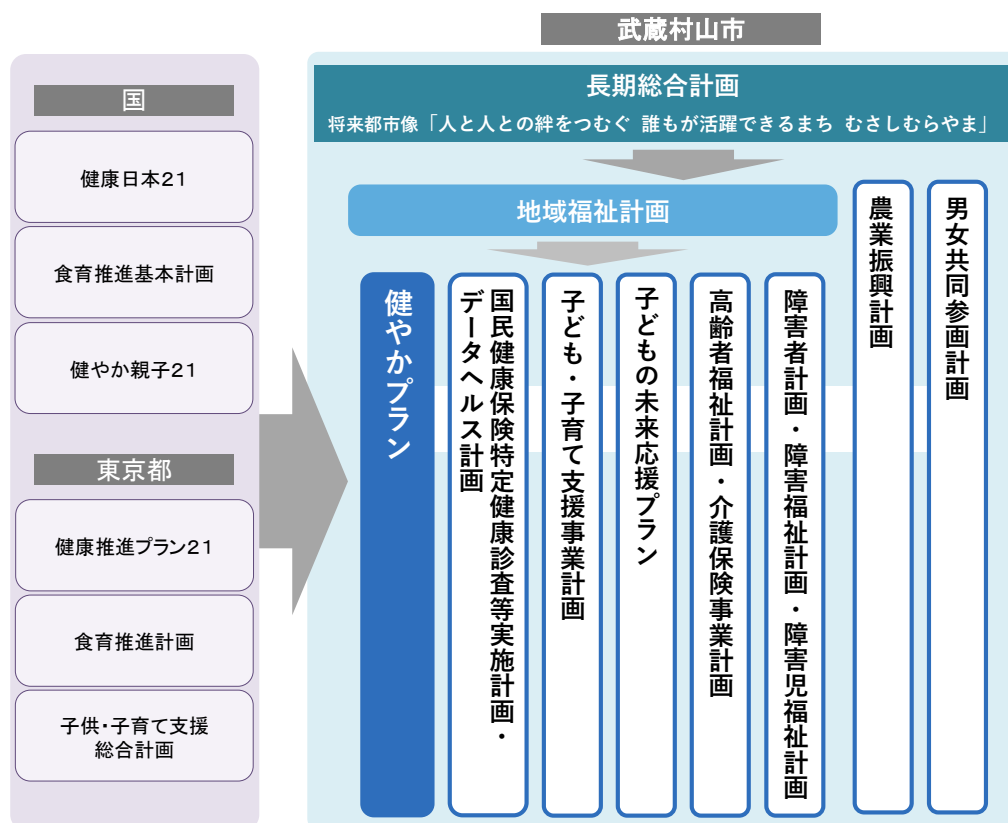 武蔵村山市
国
健康日本21
食育推進基本計画
健やか親子21
東京都
健康推進プラン21
食育推進計画
子供・子育て支援
総合計画
長期総合計画
将来都市像「人と人との絆をつむぐ 誰もが活躍できるまち むさしむらやま」
地域福祉計画
健やかプラン
国民健康保険特定健康診査等実施計画・
データヘルス計画
子ども・子育て支援事業計画
子どもの未来応援プラン
高齢者福祉計画・介護保険事業計画
障害者計画・障害福祉計画・障害児福祉計画
農業振興計画
男女共同参画計画